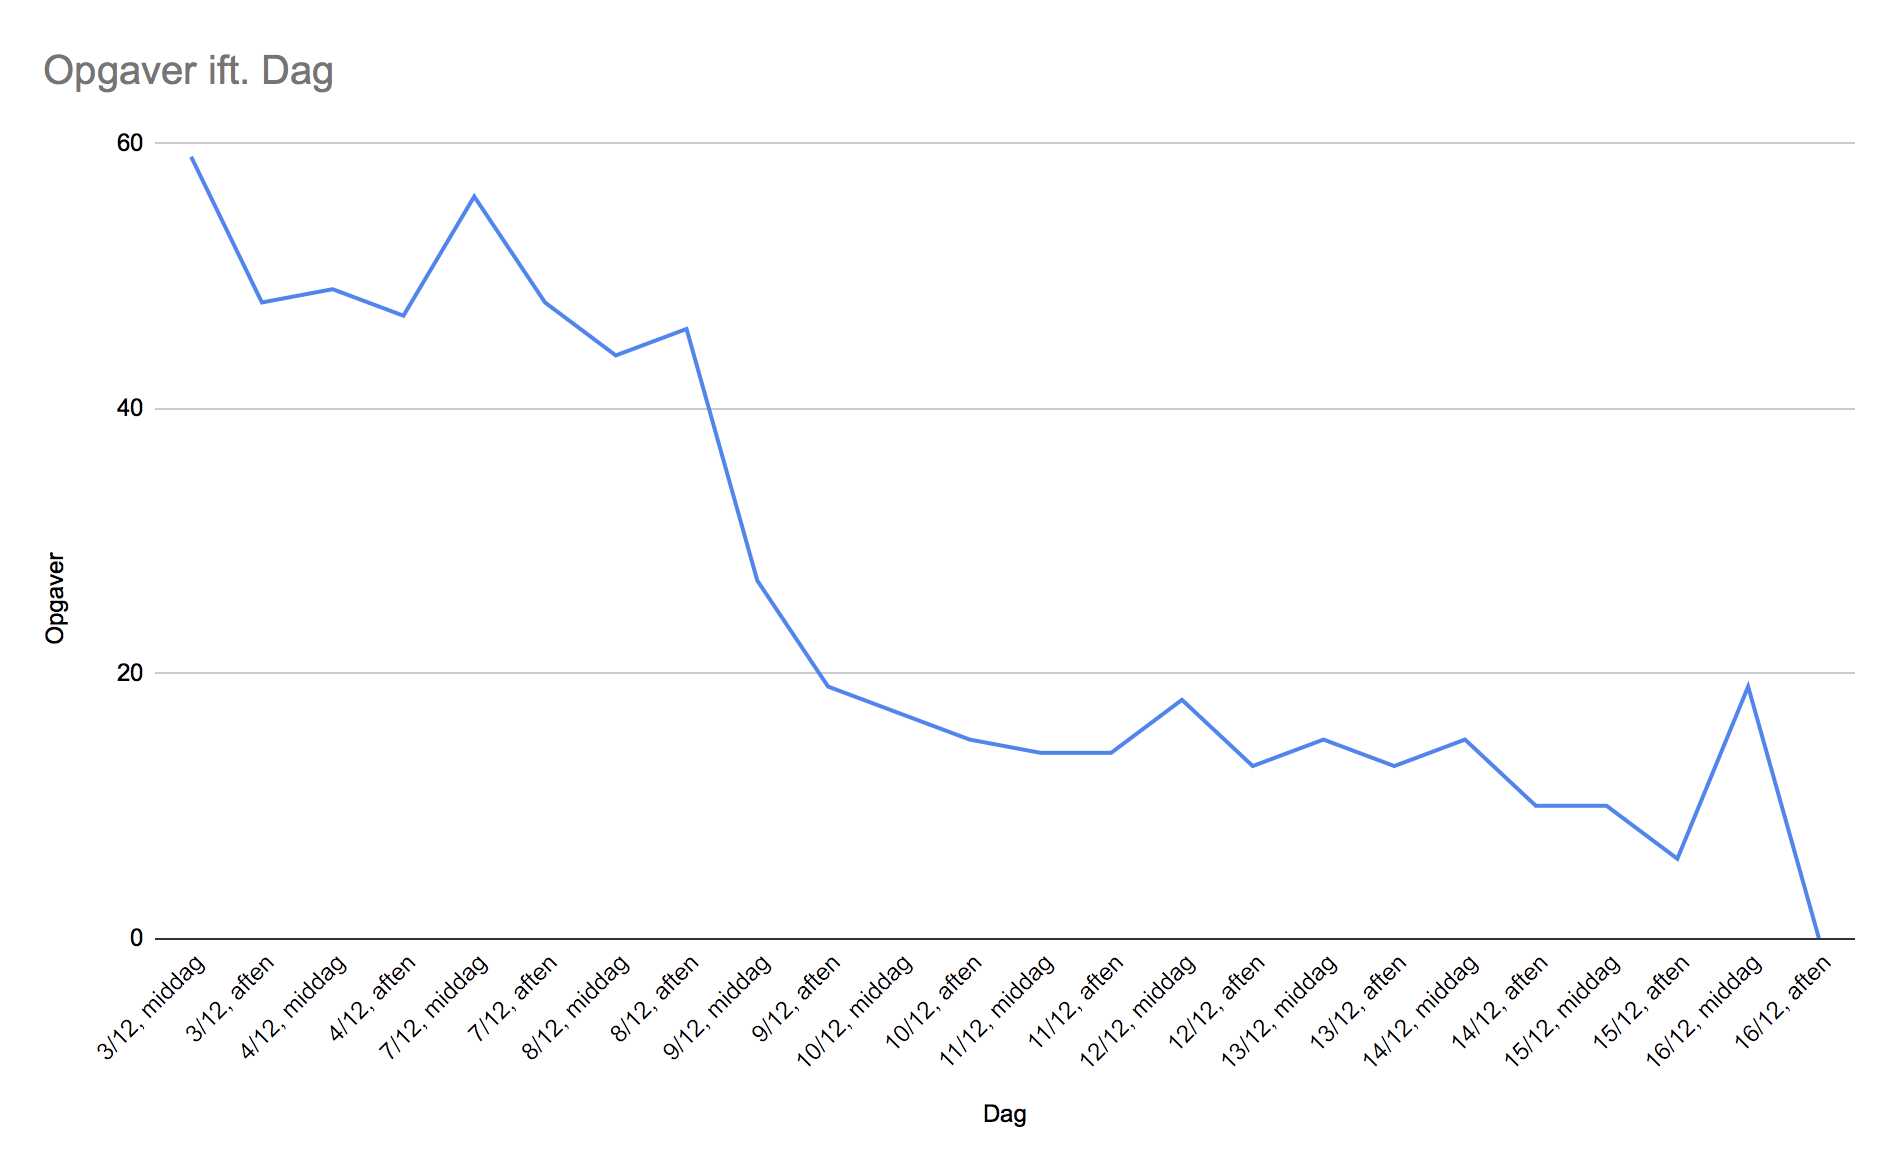 Opgaver ift. Dag
60
40
20
0
Opgaver
3/12, middag
3/12, aften
4/12, middag
4/12, aften
7/12, middag
7/12, aften
8/12, middag
8/12, aften
9/12, middag
9/12, aften
10/12, middag
10/12, aften
11/12, middag
11/12, aften
12/12, middag
12/12, aften
13/12, middag
13/12, aften
14/12, middag
14/12, aften
15/12, middag
15/12, aften
16/12, middag
16/12, aften
Dag